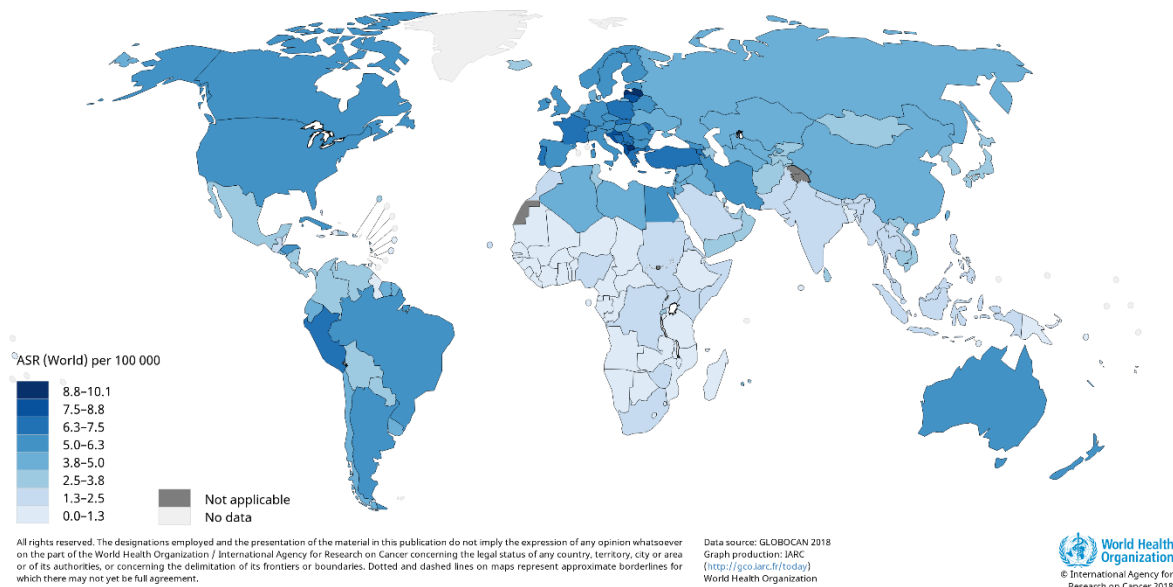 ASR (World) per 100 000
8.8–10.1
7.5–8.8
6.3–7.5
5.0–6.3
3.8–5.0
2.5–3.8
1.3–2.5
0.0–1.3
Not applicable
No data
All rights reserved. The designations employed and the presentation of the material in this publication do not imply the expression of any opinion whatsoever
on the part of the World Health Organization / International Agency for Research on Cancer concerning the legal status of any country, territory, city or area
or of its authorities, or concerning the delimitation of its frontiers or boundaries. Dotted and dashed lines on maps represent approximate borderlines for
which there may not yet be full agreement.
Data source: GLOBOCAN 2018
Graph production: IARC
(http://gco.iarc.fr/today)
World Health Organization
World Health
Organization
© International Agency for
Research on Cancer 2018